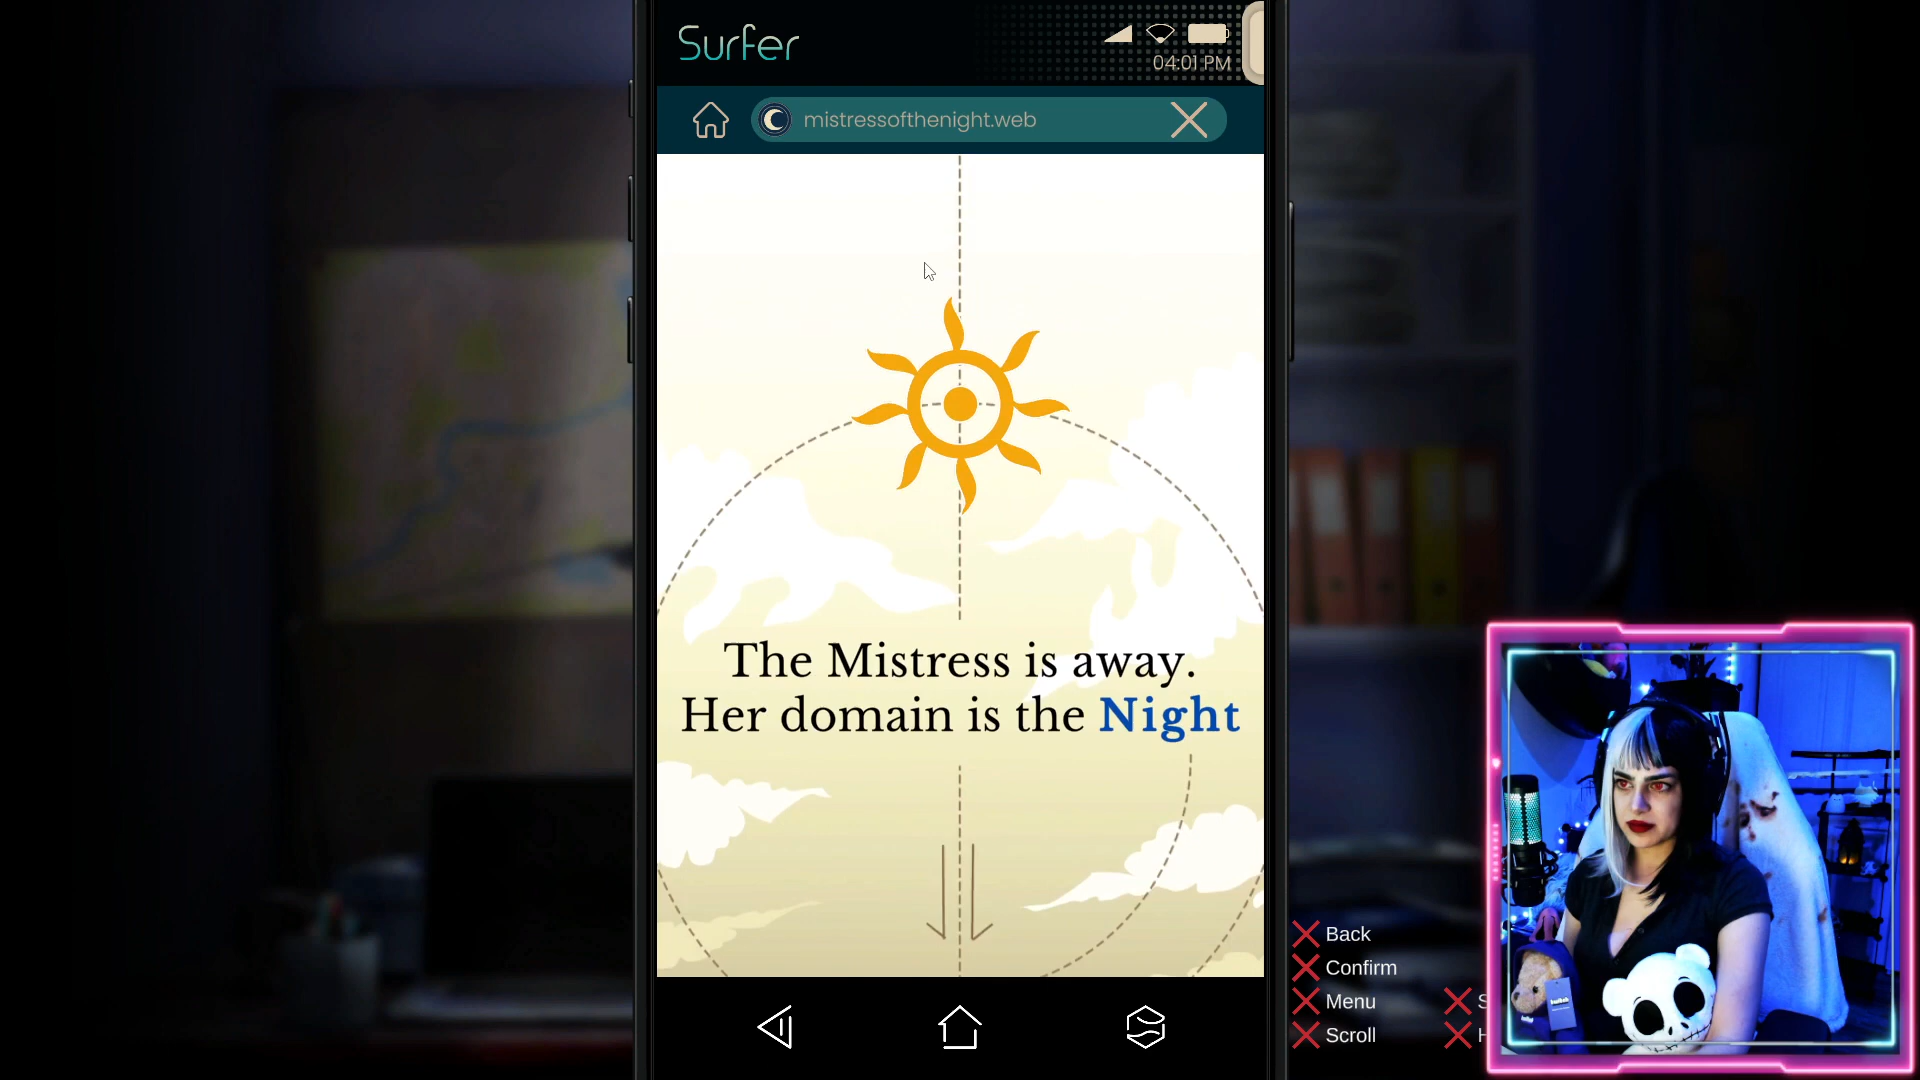 Surfer
04:01 PM
mistressofthenight.web
The Mistress is away.
Her domain is the Night
Back
Confirm
Menu
S
Scroll
H